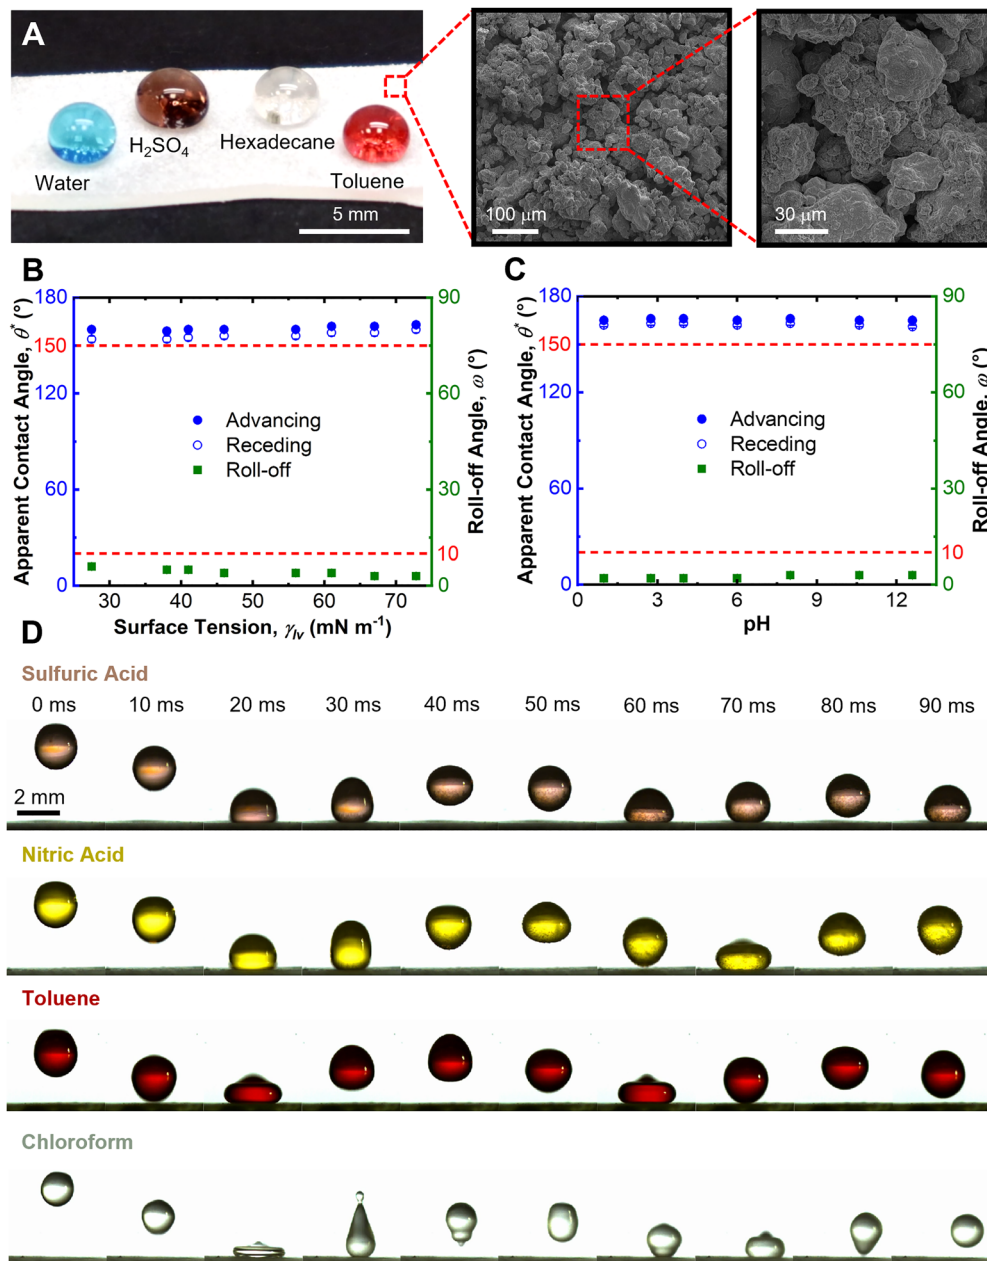 A
Water
H2SO4
Hexadecane
Toluene
5 mm
100 μm
30 μm
B
Apparent Contact Angle, θ* (°)
180
150
120
60
0
Advancing
Receding
Roll-off
90
60
30
10
0
Roll-off Angle, ω (°)
30 40 50 60 70
Surface Tension, γlv (mN m-1)
C
Apparent Contact Angle, θ* (°)
180
150
120
60
0
Advancing
Receding
Roll-off
90
60
30
10
0
Roll-off Angle, ω (°)
0 3 6 9 12
pH
D
Sulfuric Acid
0 ms 10 ms 20 ms 30 ms 40 ms 50 ms 60 ms 70 ms 80 ms 90 ms
2 mm
Nitric Acid
Toluene
Chloroform